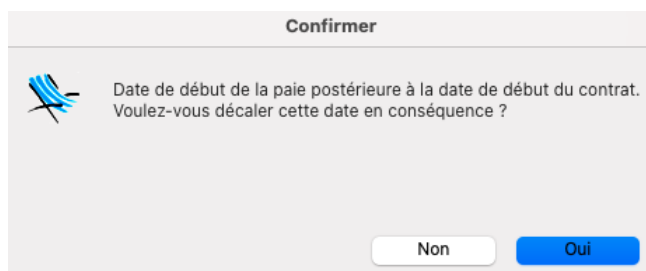 Confirmer
Date de début de la paie postérieure à la date de début du contrat.
Voulez-vous décaler cette date en conséquence ?
Non
Oui